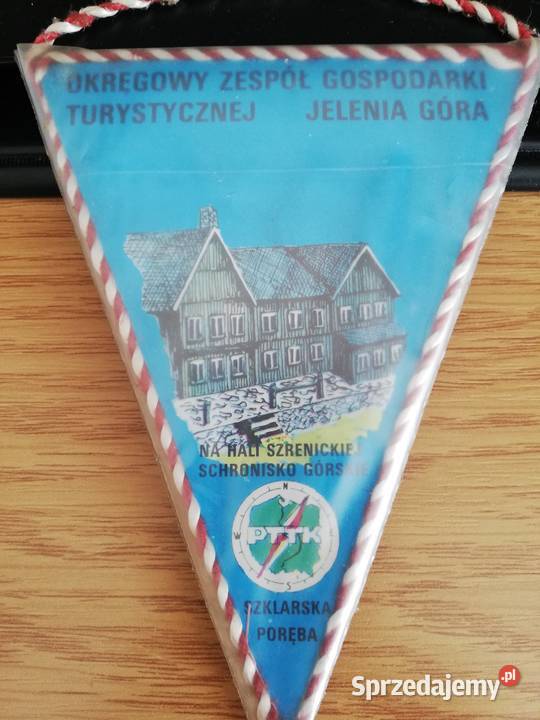 OKRĘGOWY ZESPÓŁ GOSPODARKI
TURYSTYCZNEJ JELENIA GÓRA
NA HALI SZRENICKIEJ
SCHRONISKO GÓRSKIE
N
W
PTTK
S
SZKLARSKA
PORĘBA
Sprzedajemy.pl